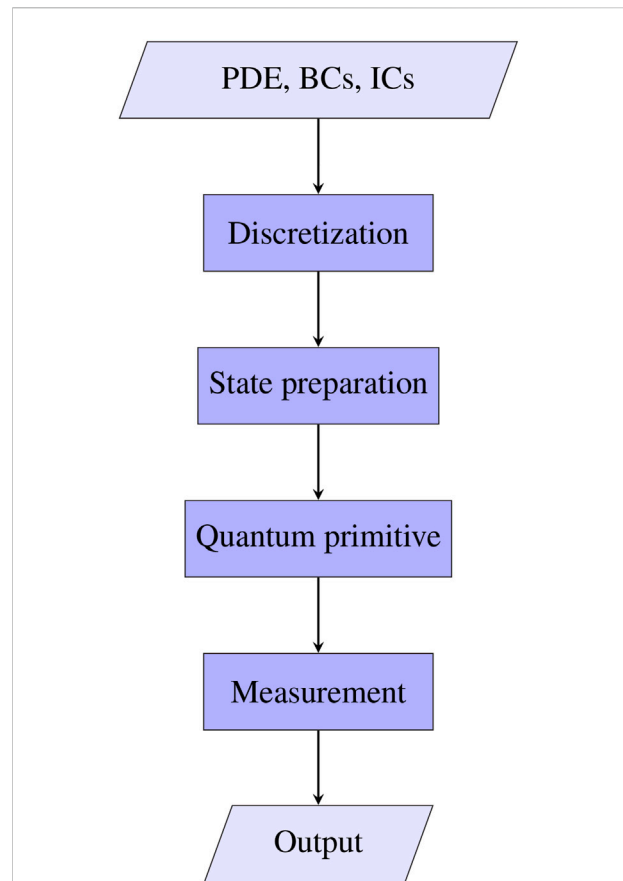 PDE, BCs, ICs
Discretization
State preparation
Quantum primitive
Measurement
Output